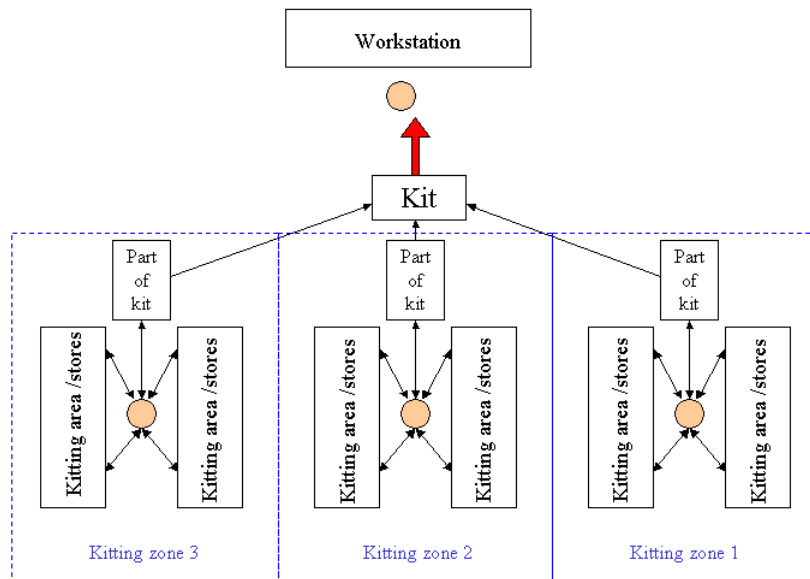 Workstation
Kit
Part
of
kit
Part
of
kit
Part
of
kit
Kitting area /stores
Kitting area /stores
Kitting area /stores
Kitting area /stores
Kitting area /stores
Kitting area /stores
Kitting zone 3
Kitting zone 2
Kitting zone 1